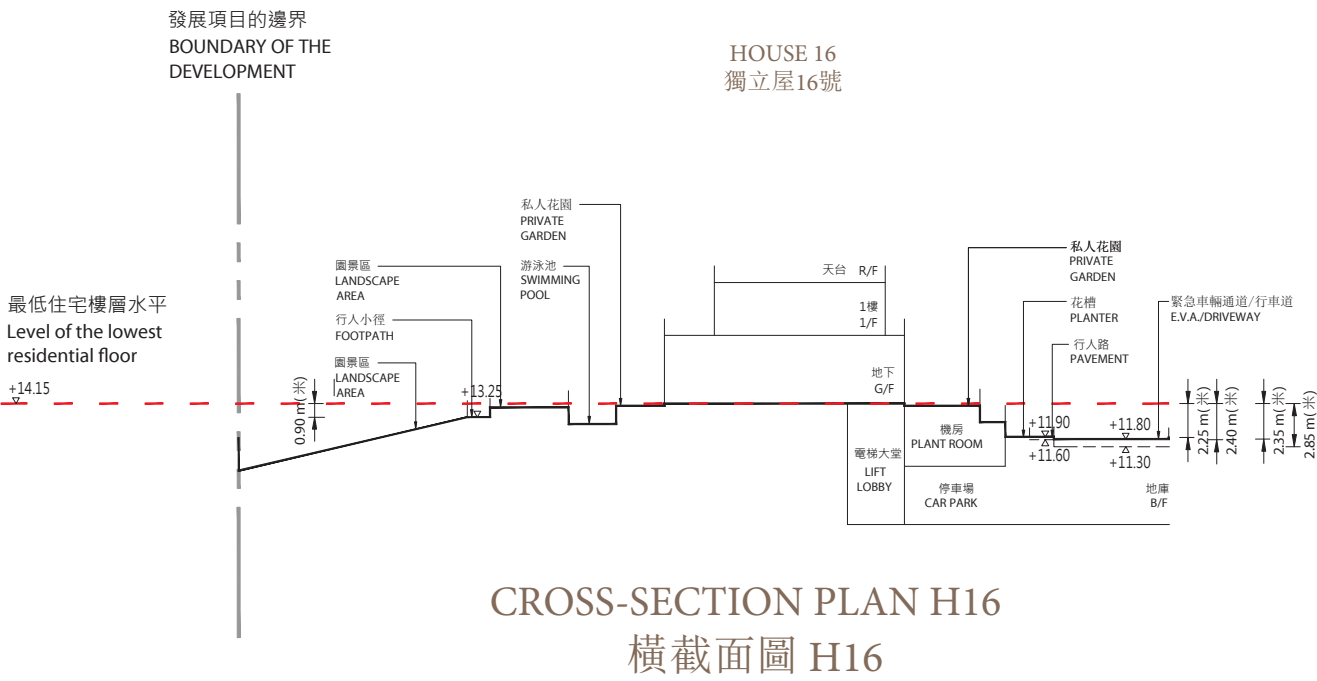 發展項目的邊界
BOUNDARY OF THE
DEVELOPMENT
HOUSE 16
獨立屋16號
私人花園
PRIVATE
GARDEN
園景區
LANDSCAPE
AREA
游泳池
SWIMMING
POOL
行人小徑
FOOTPATH
園景區
LANDSCAPE
AREA
最低住宅樓層水平
Level of the lowest
residential floor
+14.15
0.90 m(米)
+13.25
天台 R/F
1樓
1/F
地下
G/F
私人花園
PRIVATE
GARDEN
花槽
PLANTER
緊急車輛通道/行車道
E.V.A./DRIVEWAY
行人路
PAVEMENT
機房
PLANT ROOM
電梯大堂
LIFT
LOBBY
停車場
CAR PARK
地庫
B/F
+11.90
+11.60
+11.80
+11.30
2.25 m(米)
2.40 m(米)
2.35 m(米)
2.85 m(米)
CROSS-SECTION PLAN H16
橫截面圖 H16